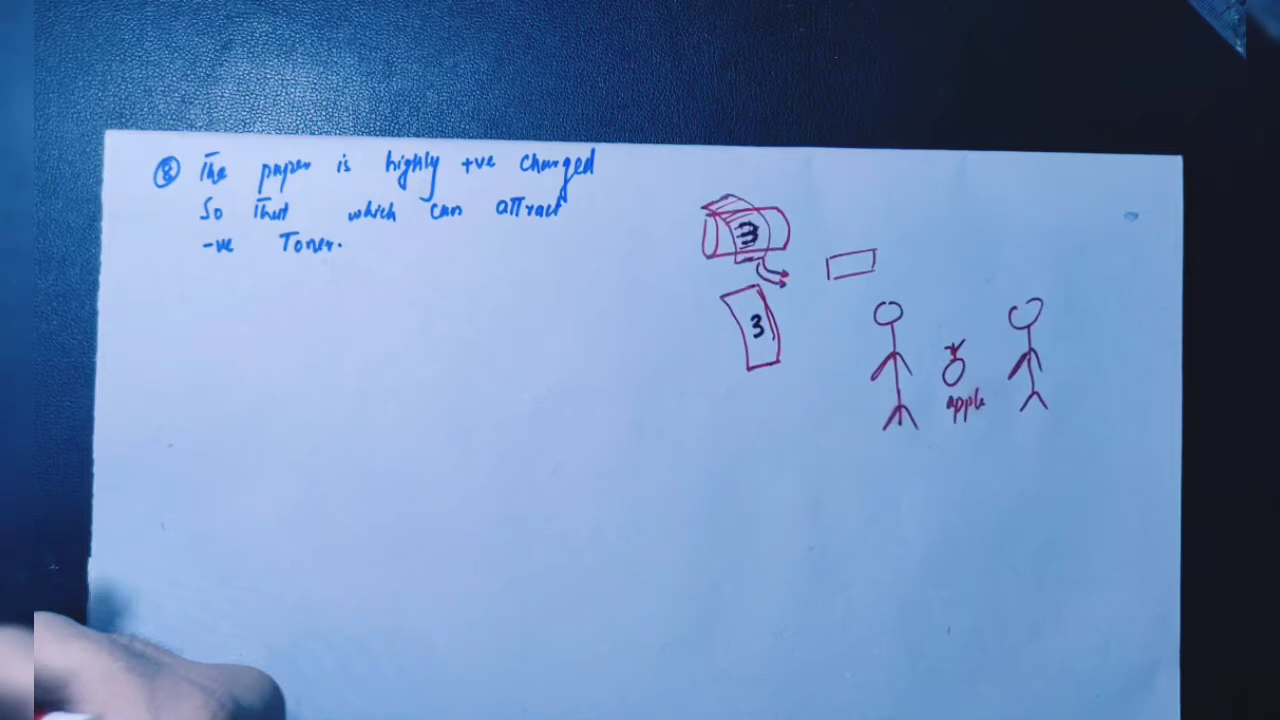 ⑧ The paper is highly +ve charged
So that which can attract
-ve Toner.
3
3
apple